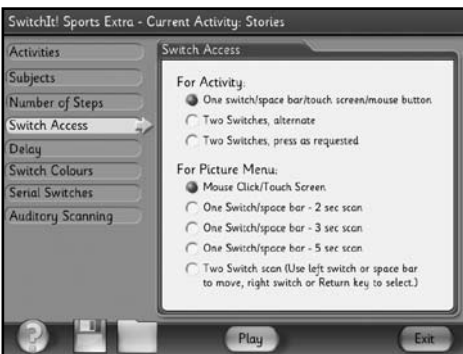 SwitchIt! Sports Extra - Current Activity: Stories
Activities
Subjects
Number of Steps
Switch Access
Delay
Switch Colours
Serial Switches
Auditory Scanning
Switch Access
For Activity:
One switch/space bar/touch screen/mouse button
Two Switches, alternate
Two Switches, press as requested
For Picture Menu:
Mouse Click/Touch Screen
One Switch/space bar - 2 sec scan
One Switch/space bar - 3 sec scan
One Switch/space bar - 5 sec scan
Two Switch scan (Use left switch or space bar
to move, right switch or Return key to select.)
?
Play
Exit